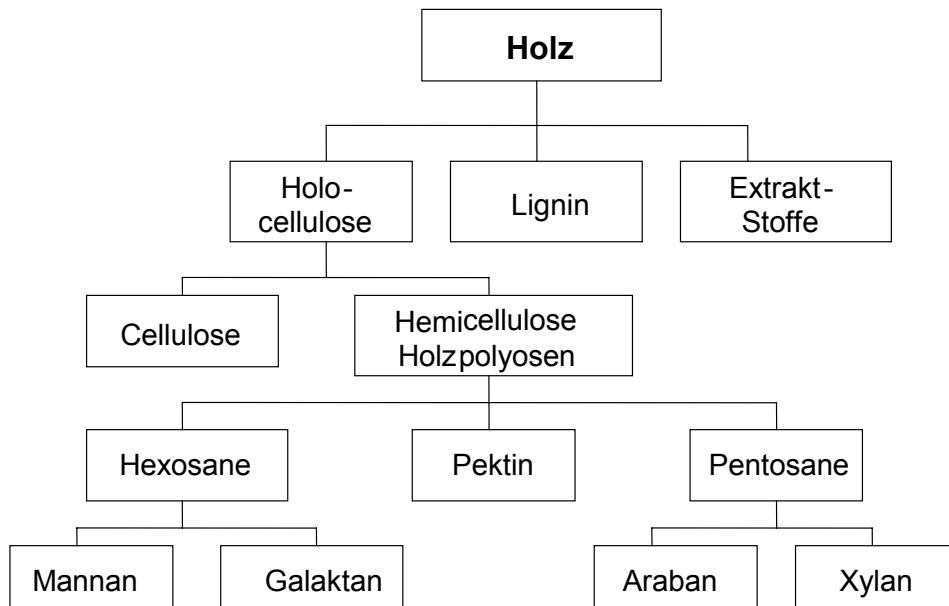 Holz
Holo-
cellulose
Lignin
Extrakt-
Stoffe
Cellulose
Hemicellulose
Holzpolyosen
Hexosane
Pektin
Pentosane
Mannan
Galaktan
Araban
Xylan